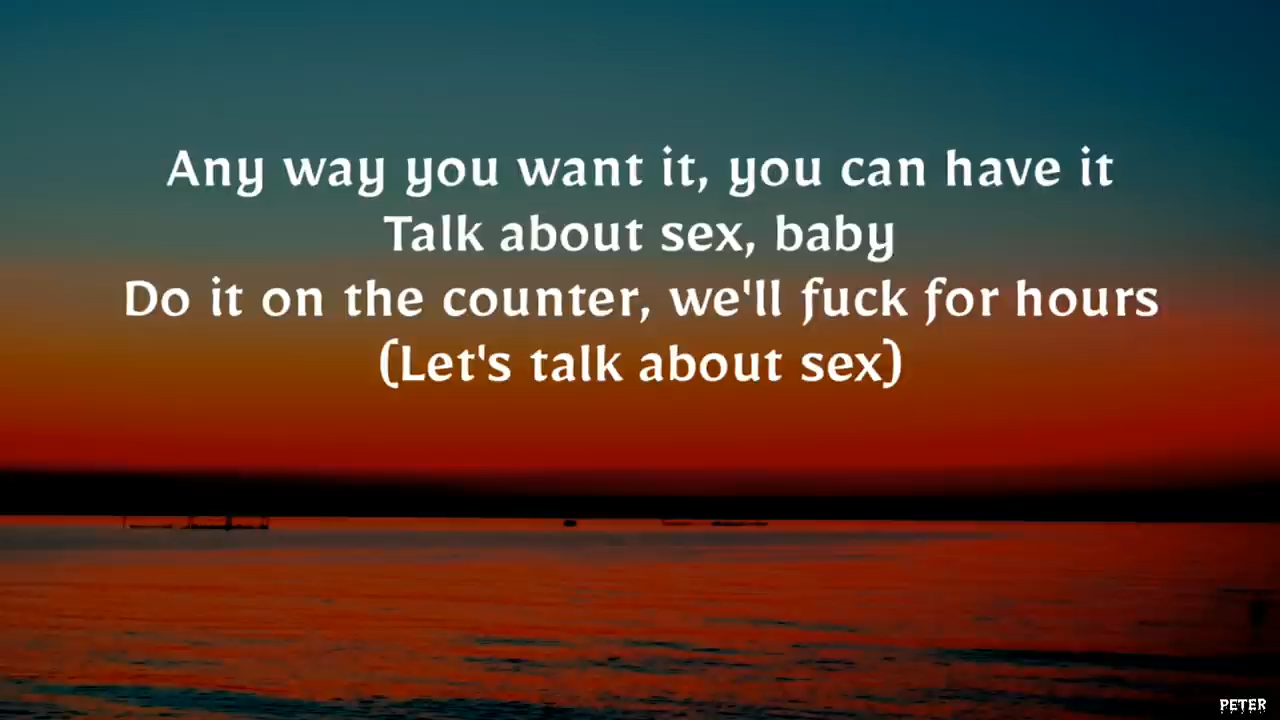 Any way you want it, you can have it
Talk about sex, baby
Do it on the counter, we'll fuck for hours
(Let's talk about sex)
PETER